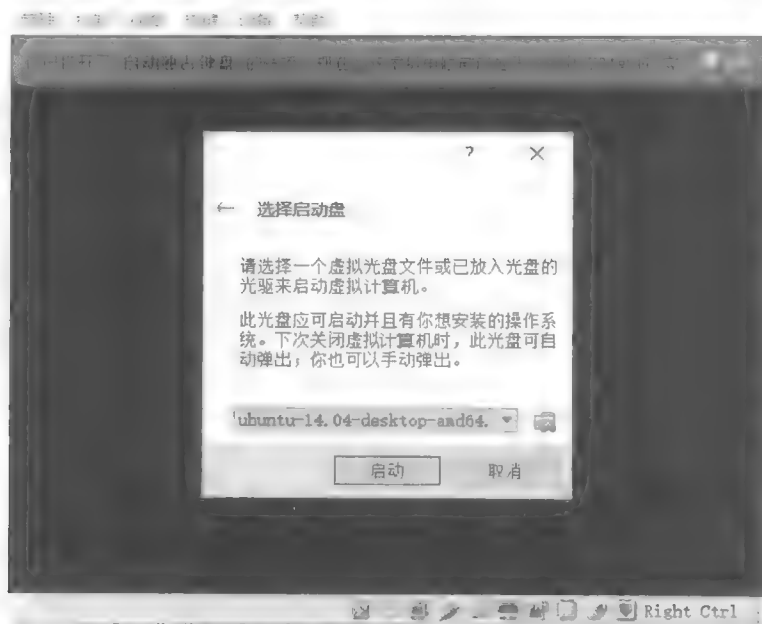 ?
选择启动盘
请选择一个虚拟光盘文件或已放入光盘的
光驱来启动虚拟计算机。
此光盘应可启动并且有你想安装的操作系
统。下次关闭虚拟计算机时，此光盘可自
动弹出；你也可以手动弹出。
ubuntu-14.04-desktop-amd64.
启动 取消
Right Ctrl